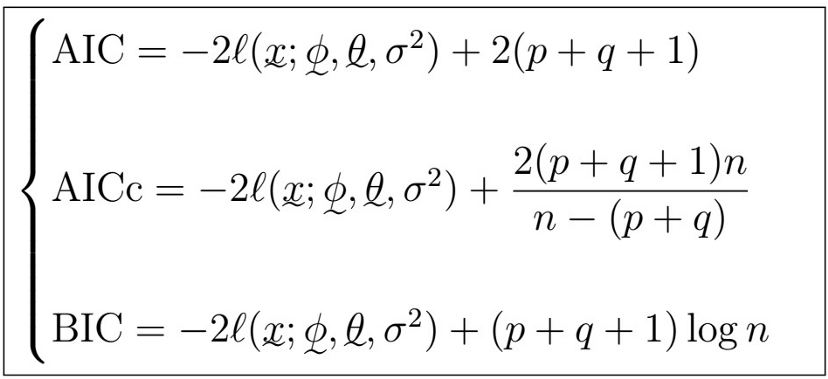 AIC = −2ℓ(x̰; ϕ̰, θ̰, σ²) + 2(p + q + 1)
AICc = −2ℓ(x̰; ϕ̰, θ̰, σ²) + 2(p + q + 1)n / n − (p + q)
BIC = −2ℓ(x̰; ϕ̰, θ̰, σ²) + (p + q + 1) log n